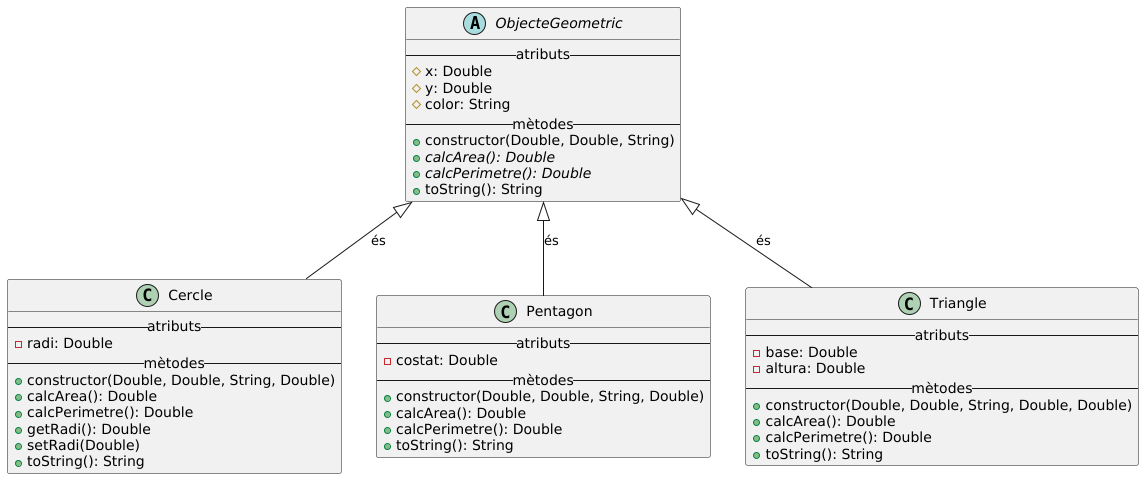 A ObjecteGeometric
atributs
x: Double
y: Double
color: String
mètodes
constructor(Double, Double, String)
calcArea(): Double
calcPerimetre(): Double
toString(): String
és
és
és
C Cercle
atributs
radi: Double
mètodes
constructor(Double, Double, String, Double)
calcArea(): Double
calcPerimetre(): Double
getRadi(): Double
setRadi(Double)
toString(): String
C Pentagon
atributs
costat: Double
mètodes
constructor(Double, Double, String, Double)
calcArea(): Double
calcPerimetre(): Double
toString(): String
C Triangle
atributs
base: Double
altura: Double
mètodes
constructor(Double, Double, String, Double, Double)
calcArea(): Double
calcPerimetre(): Double
toString(): String